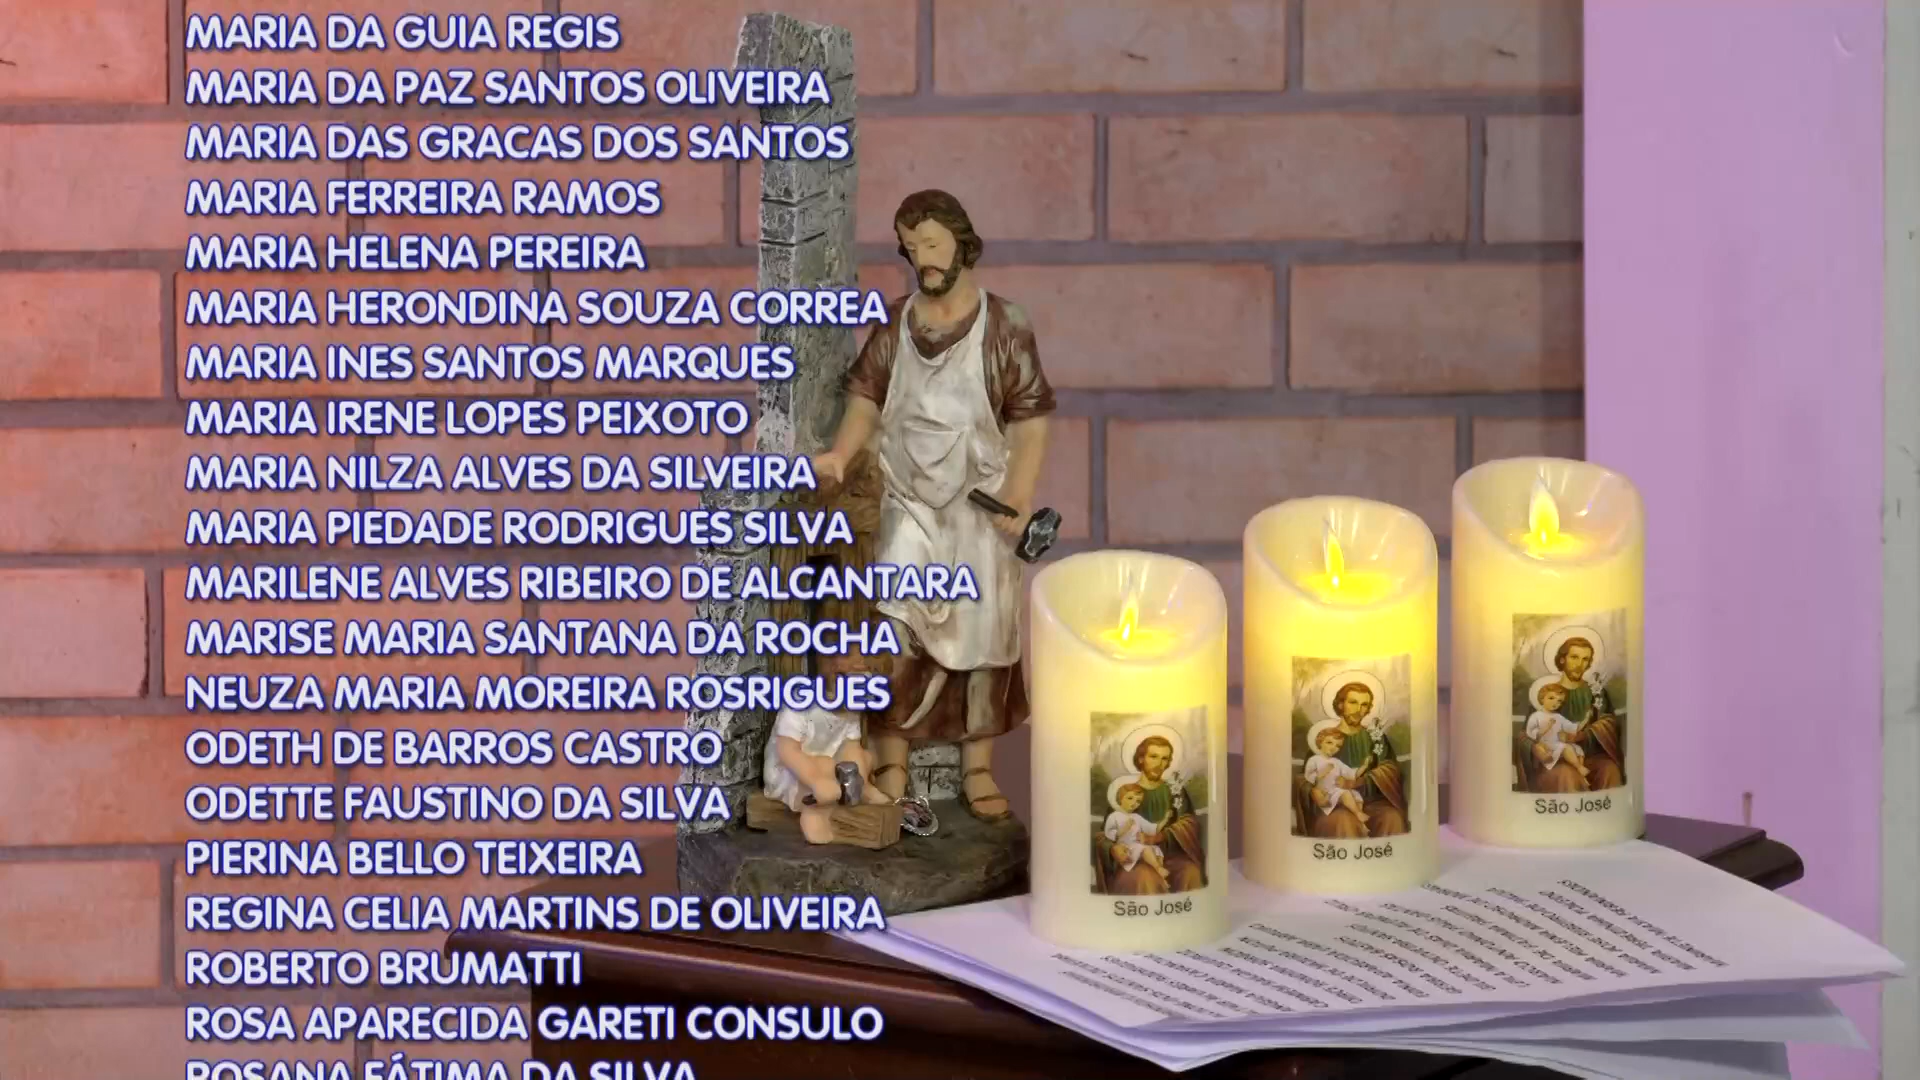 MARIA DA GUIA REGIS
MARIA DA PAZ SANTOS OLIVEIRA
MARIA DAS GRACAS DOS SANTOS
MARIA FERREIRA RAMOS
MARIA HELENA PEREIRA
MARIA HERONDINA SOUZA CORREA
MARIA INES SANTOS MARQUES
MARIA IRENE LOPES PEIXOTO
MARIA NILZA ALVES DA SILVEIRA
MARIA PIEDADE RODRIGUES SILVA
MARILENE ALVES RIBEIRO DE ALCANTARA
MARISE MARIA SANTANA DA ROCHA
NEUZA MARIA MOREIRA ROSRIGUES
ODETH DE BARROS CASTRO
ODETTE FAUSTINO DA SILVA
PIERINA BELLO TEIXEIRA
REGINA CELIA MARTINS DE OLIVEIRA
ROBERTO BRUMATTI
ROSA APARECIDA GARETI CONSULO
ROSANA FÁTIMA DA SILVA
São José
São José
São José